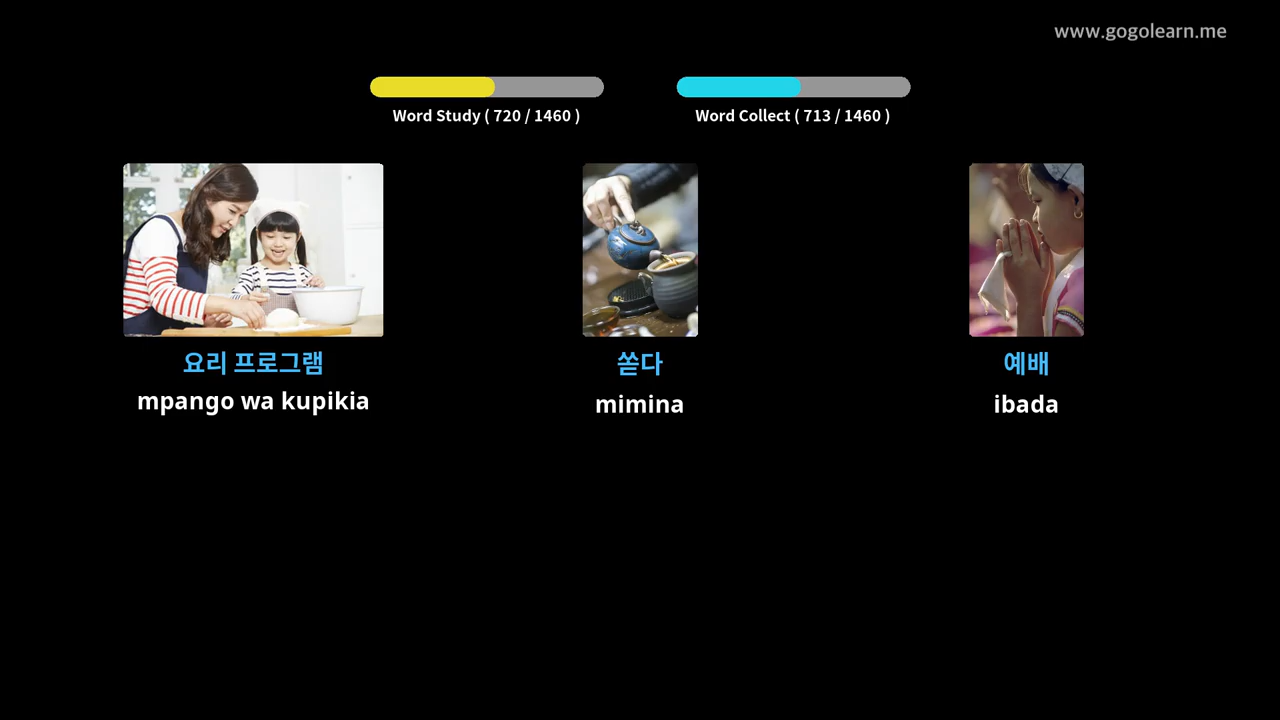 www.gogolearn.me
Word Study ( 720 / 1460 )
Word Collect ( 713 / 1460 )
요리 프로그램
mpango wa kupikia
쏟다
mimina
예배
ibada